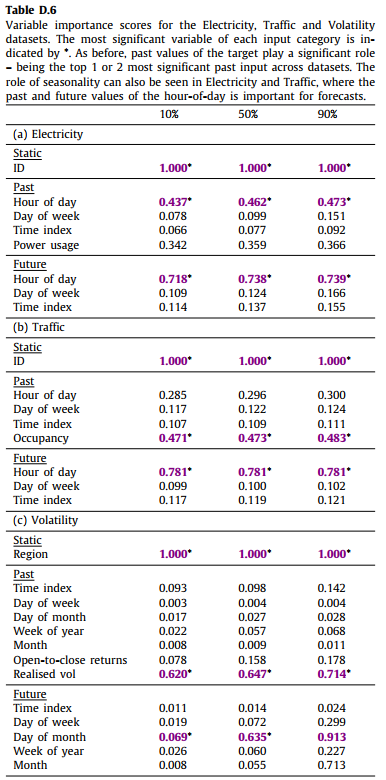 Table D.6
Variable importance scores for the Electricity, Traffic and Volatility
datasets. The most significant variable of each input category is in-
dicated by *. As before, past values of the target play a significant role
– being the top 1 or 2 most significant past input across datasets. The
role of seasonality can also be seen in Electricity and Traffic, where the
past and future values of the hour-of-day is important for forecasts.
10% 50% 90%
(a) Electricity
Static
ID 1.000* 1.000* 1.000*
Past
Hour of day 0.437* 0.462* 0.473*
Day of week 0.078 0.099 0.151
Time index 0.066 0.077 0.092
Power usage 0.342 0.359 0.366
Future
Hour of day 0.718* 0.738* 0.739*
Day of week 0.109 0.124 0.166
Time index 0.114 0.137 0.155
(b) Traffic
Static
ID 1.000* 1.000* 1.000*
Past
Hour of day 0.285 0.296 0.300
Day of week 0.117 0.122 0.124
Time index 0.107 0.109 0.111
Occupancy 0.471* 0.473* 0.483*
Future
Hour of day 0.781* 0.781* 0.781*
Day of week 0.099 0.100 0.102
Time index 0.117 0.119 0.121
(c) Volatility
Static
Region 1.000* 1.000* 1.000*
Past
Time index 0.093 0.098 0.142
Day of week 0.003 0.004 0.004
Day of month 0.017 0.027 0.028
Week of year 0.022 0.057 0.068
Month 0.008 0.009 0.011
Open-to-close returns 0.078 0.158 0.178
Realised vol 0.620* 0.647* 0.714*
Future
Time index 0.011 0.014 0.024
Day of week 0.019 0.072 0.299
Day of month 0.069* 0.635* 0.913
Week of year 0.026 0.060 0.227
Month 0.008 0.055 0.713